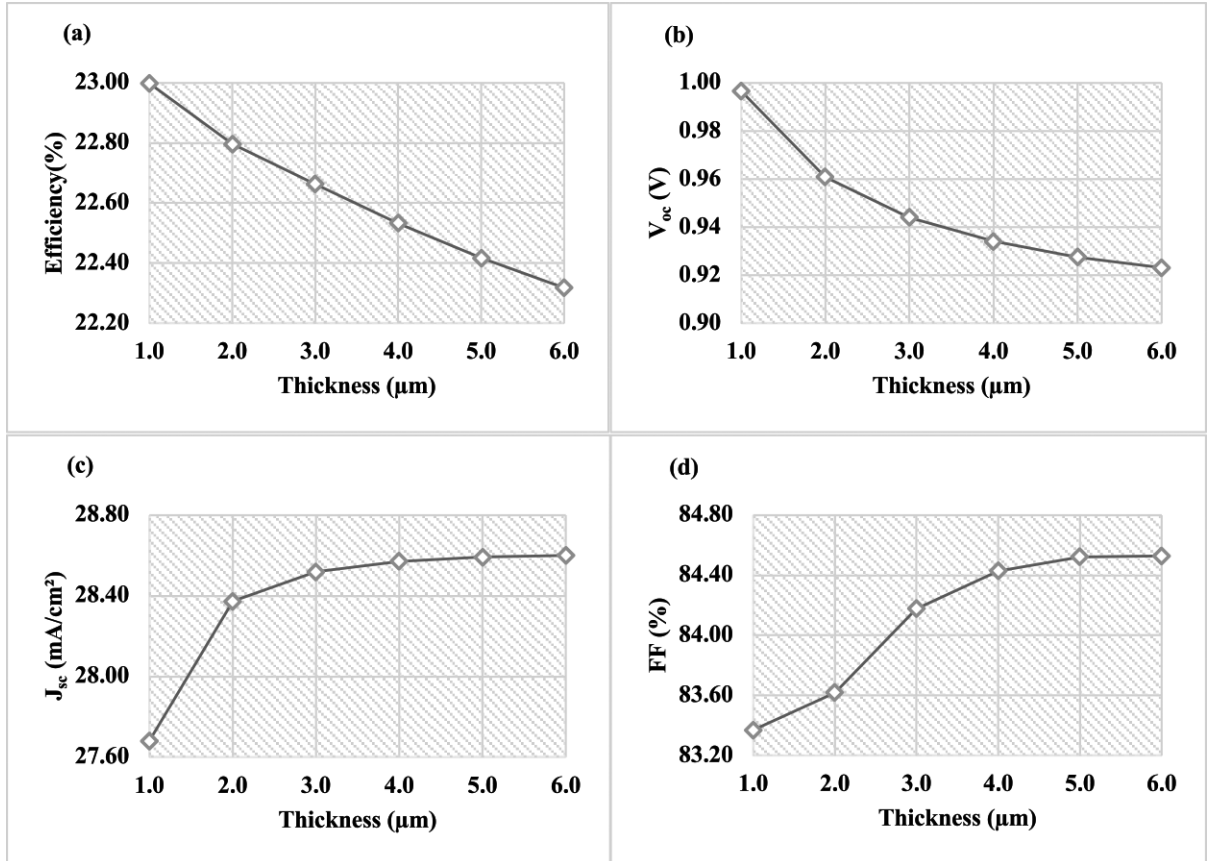 (a)
Efficiency(%)
23.00
22.80
22.60
22.40
22.20
1.0 2.0 3.0 4.0 5.0 6.0
Thickness (µm)
(b)
V_oc (V)
1.00
0.98
0.96
0.94
0.92
0.90
1.0 2.0 3.0 4.0 5.0 6.0
Thickness (µm)
(c)
J_sc (mA/cm²)
28.80
28.40
28.00
27.60
1.0 2.0 3.0 4.0 5.0 6.0
Thickness (µm)
(d)
FF (%)
84.80
84.40
84.00
83.60
83.20
1.0 2.0 3.0 4.0 5.0 6.0
Thickness (µm)